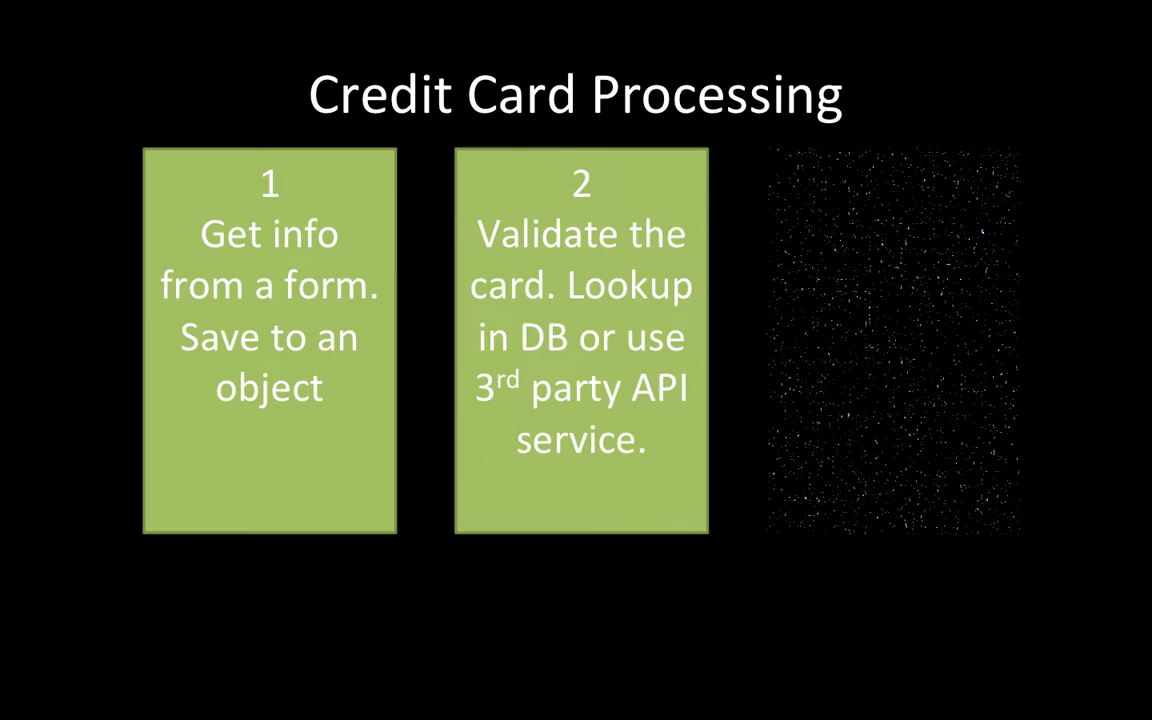 Credit Card Processing
1
Get info
from a form.
Save to an
object
2
Validate the
card. Lookup
in DB or use
3rd party API
service.